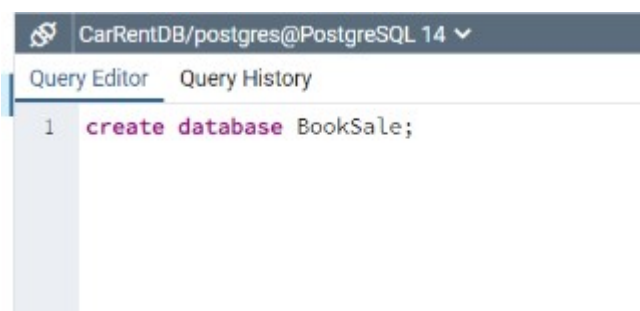 CarRentDB/postgres@PostgreSQL 14
Query Editor Query History
1 create database BookSale;